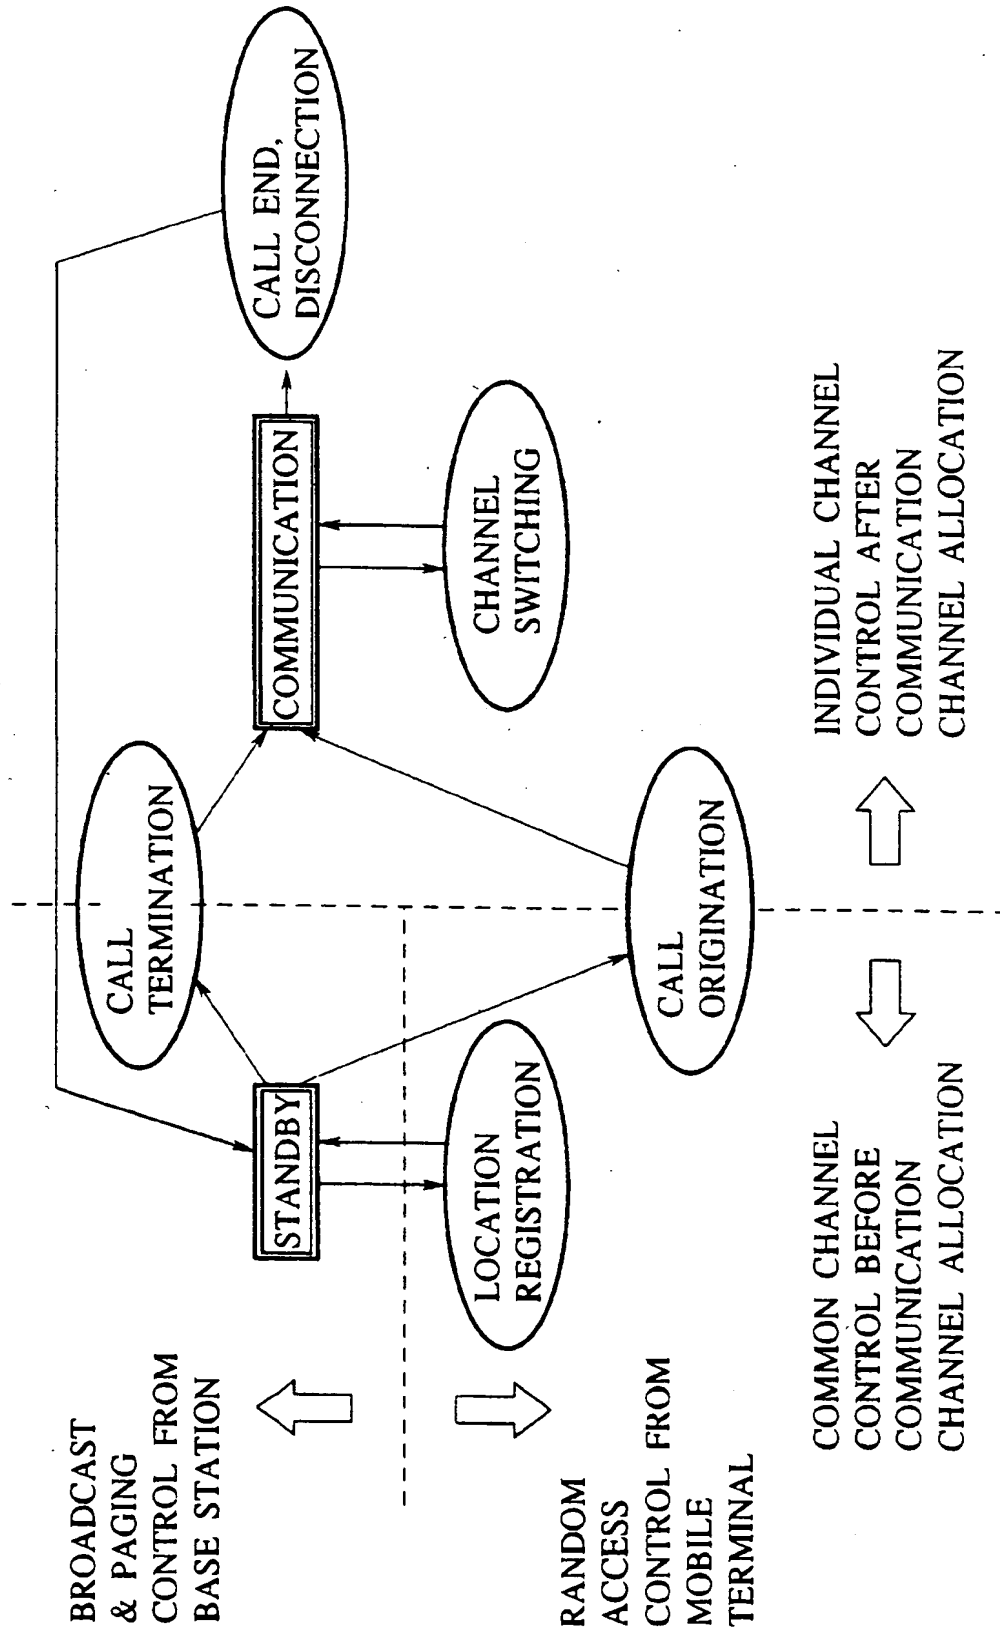 BROADCAST
& PAGING
CONTROL FROM
BASE STATION
RANDOM
ACCESS
CONTROL FROM
MOBILE
TERMINAL
STANDBY
LOCATION
REGISTRATION
CALL
TERMINATION
CALL
ORIGINATION
COMMUNICATION
CHANNEL
SWITCHING
CALL END,
DISCONNECTION
COMMON CHANNEL
CONTROL BEFORE
COMMUNICATION
CHANNEL ALLOCATION
INDIVIDUAL CHANNEL
CONTROL AFTER
COMMUNICATION
CHANNEL ALLOCATION